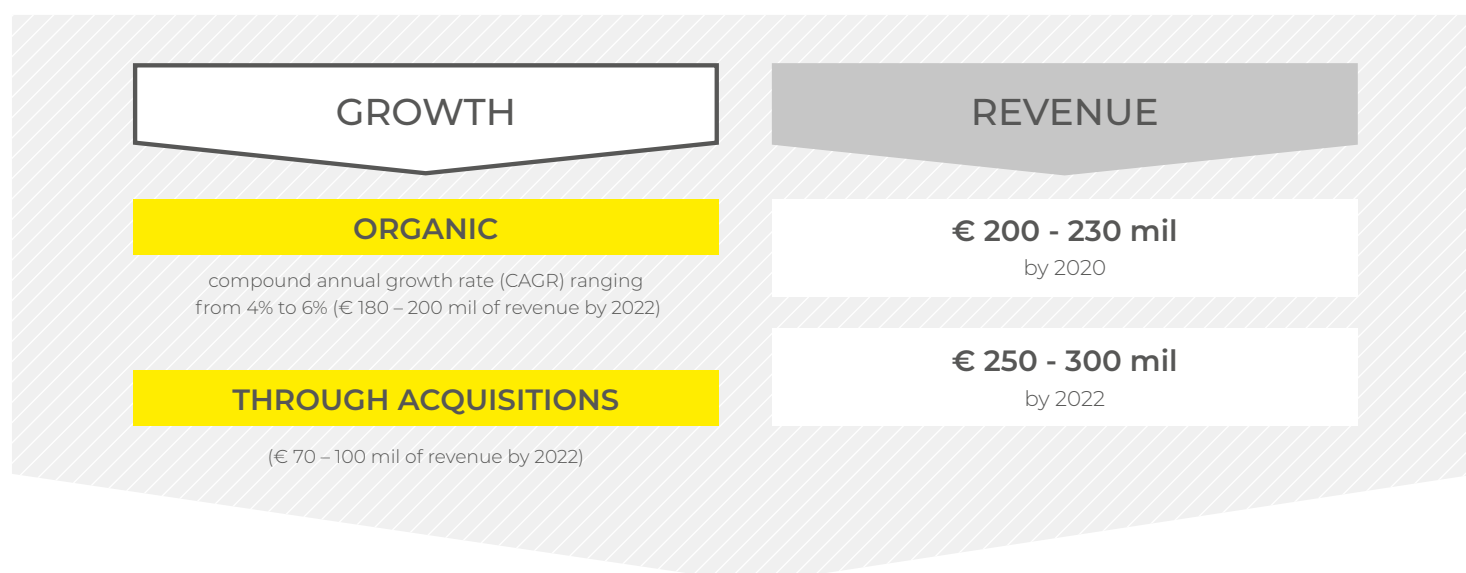 GROWTH
ORGANIC
compound annual growth rate (CAGR) ranging
from 4% to 6% (€ 180 – 200 mil of revenue by 2022)
THROUGH ACQUISITIONS
(€ 70 – 100 mil of revenue by 2022)
REVENUE
€ 200 - 230 mil
by 2020
€ 250 - 300 mil
by 2022